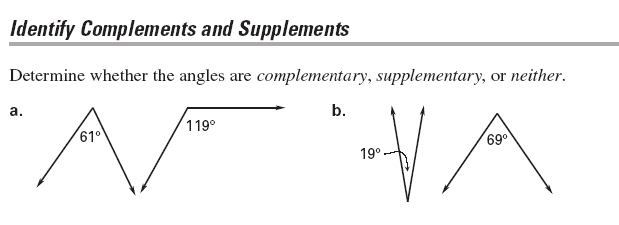 Identify Complements and Supplements
Determine whether the angles are complementary, supplementary, or neither.
a.
61°
119°
b.
19°
69°